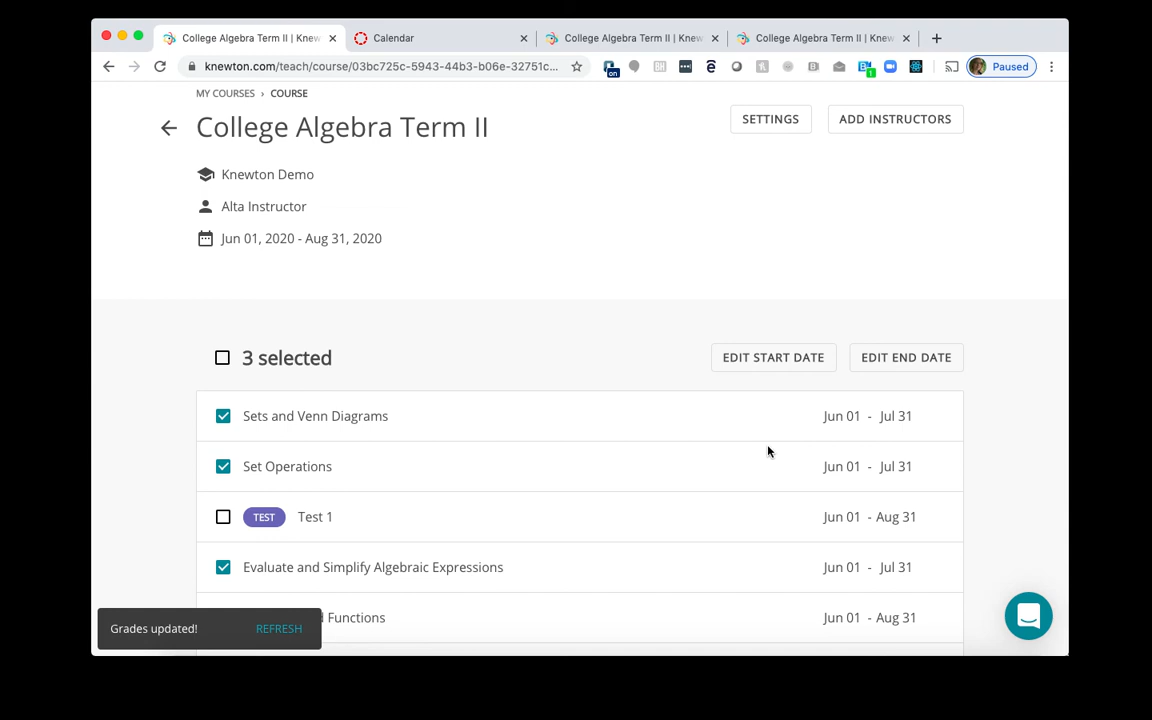 College Algebra Term II | Knew
Calendar
College Algebra Term II | Knew
College Algebra Term II | Knew
knewton.com/teach/course/03bc725c-5943-44b3-b06e-32751c...
on
1
Paused
MY COURSES › COURSE
College Algebra Term II
SETTINGS
ADD INSTRUCTORS
Knewton Demo
Alta Instructor
Jun 01, 2020 - Aug 31, 2020
3 selected
EDIT START DATE
EDIT END DATE
Sets and Venn Diagrams
Jun 01 - Jul 31
Set Operations
Jun 01 - Jul 31
TEST Test 1
Jun 01 - Aug 31
Evaluate and Simplify Algebraic Expressions
Jun 01 - Jul 31
Functions
Jun 01 - Aug 31
Grades updated! REFRESH